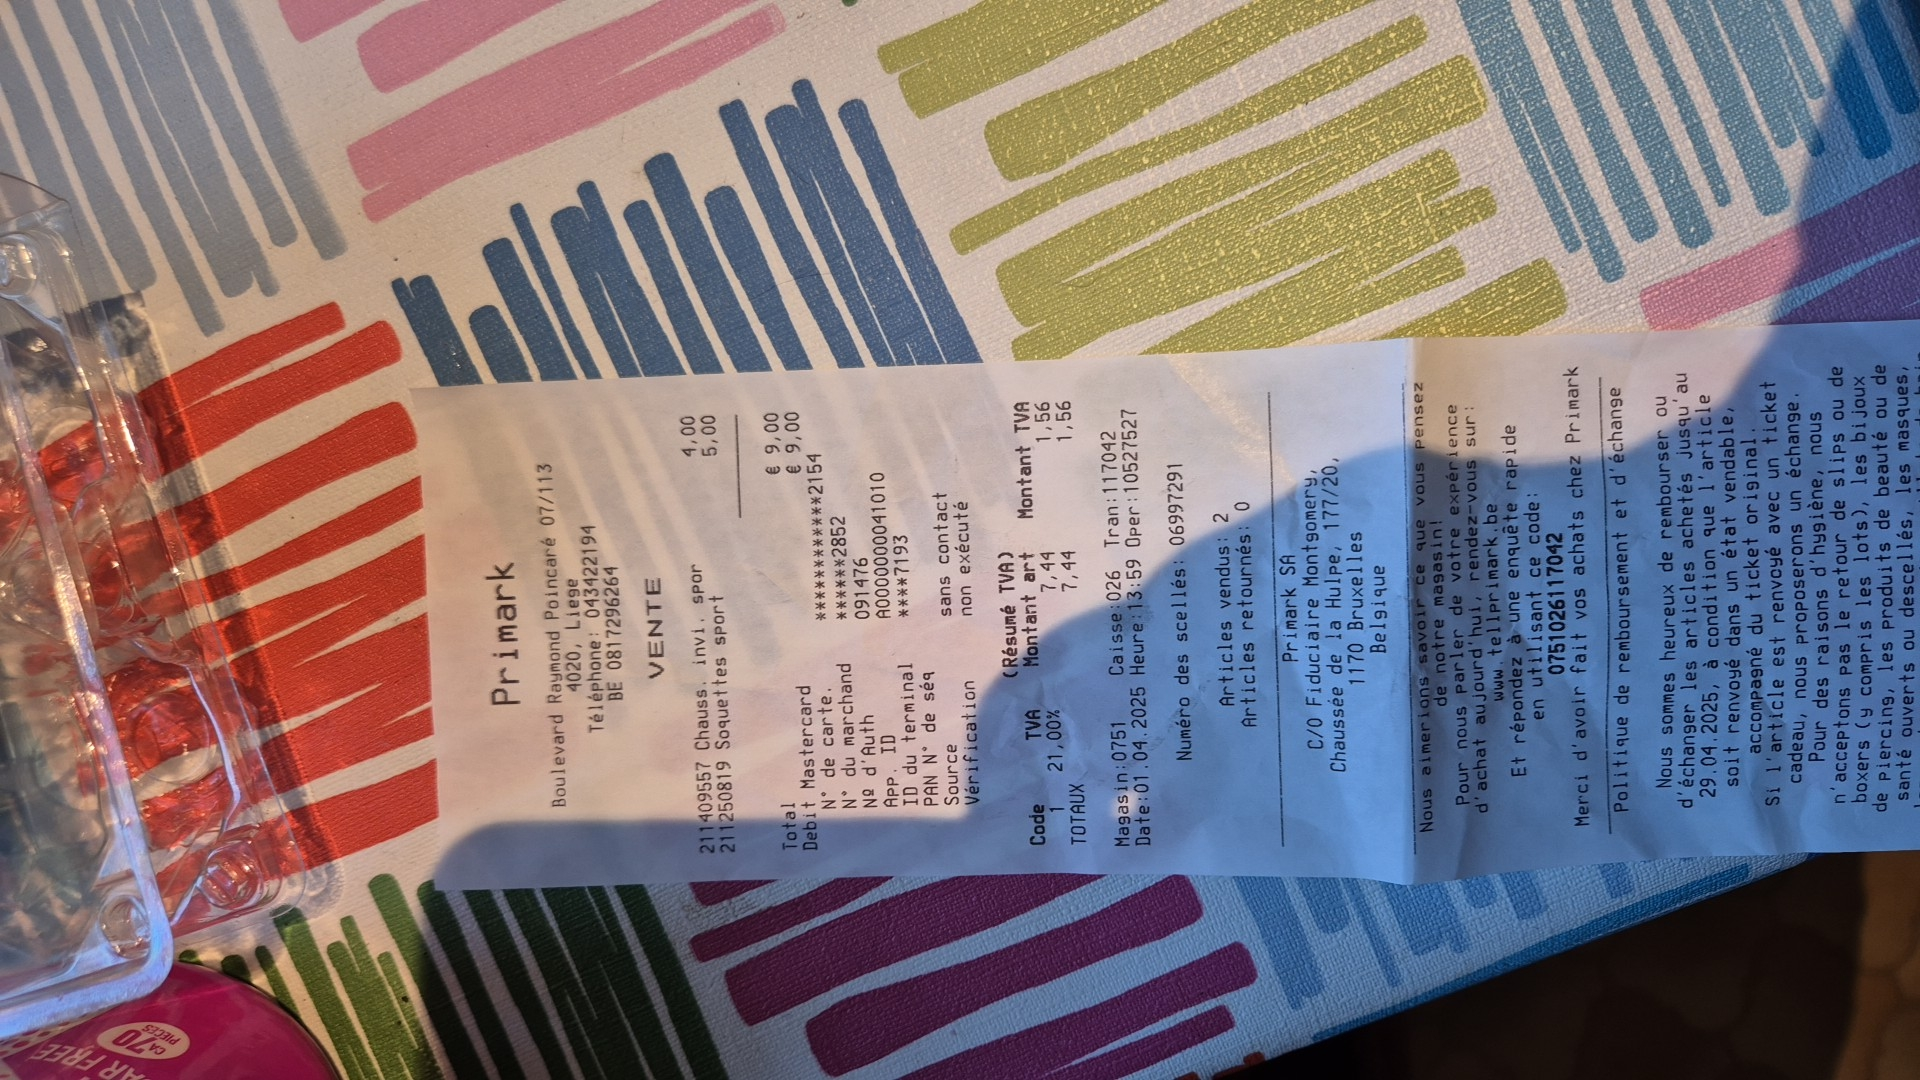 Primark
Boulevard Raymond Poincaré 07/113
4020, Liege
Téléphone: 043422194
BE 0817296264
VENTE
211409557 Chauss. invi. spor 4,00
211250819 Soquettes sport 5,00
Total € 9,00
Debit Mastercard € 9,00
N° de carte. ************2154
N° du marchand ******2852
Nº d'Auth 091476
App. ID A0000000041010
ID du terminal ****7193
PAN N° de séq
Source sans contact
Vérification non exécuté
(Résumé TVA)
Code TVA Montant art Montant TVA
1 21,00% 7,44 1,56
TOTAUX 7,44 1,56
Magasin:0751 Caisse:026 Tran:117042
Date:01.04.2025 Heure:13:59 Oper:10527527
Numéro des scellés: 06997291
Articles vendus: 2
Articles retournés: 0
Primark SA
C/O Fiduciaire Montgomery,
Chaussée de la Hulpe, 177/20,
1170 Bruxelles
Belgique
Nous aimerions savoir ce que vous pensez
de notre magasin!
Pour nous parler de votre expérience
d'achat aujourd'hui, rendez-vous sur:
www.tellprimark.be
Et répondez à une enquête rapide
en utilisant ce code:
075102611​7042
Merci d'avoir fait vos achats chez Primark
Politique de remboursement et d'échange
Nous sommes heureux de rembourser ou
d'échanger les articles achetés jusqu'au
29.04.2025, à condition que l'article
soit renvoyé dans un état vendable,
accompagné du ticket original.
Si l'article est renvoyé avec un ticket
cadeau, nous proposerons un échange.
Pour des raisons d'hygiène, nous
n'acceptons pas le retour de slips ou de
boxers (y compris les lots), les bijoux
de piercing, les produits de beauté ou de
santé ouverts ou descellés, les masques,
CA 70
PIECES
AR FREE